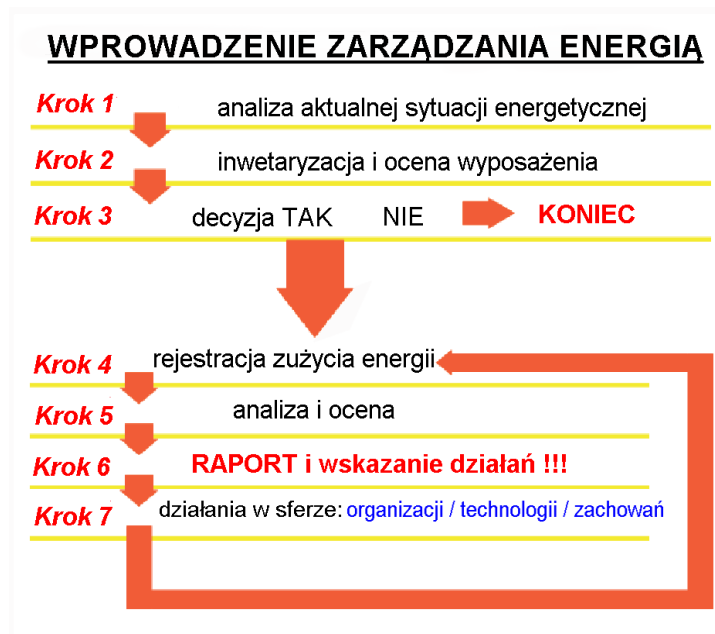 WPROWADZENIE ZARZĄDZANIA ENERGIĄ
Krok 1 analiza aktualnej sytuacji energetycznej
Krok 2 inwetaryzacja i ocena wyposażenia
Krok 3 decyzja TAK NIE KONIEC
Krok 4 rejestracja zużycia energii
Krok 5 analiza i ocena
Krok 6 RAPORT i wskazanie działań !!!
Krok 7 działania w sferze: organizacji / technologii / zachowań